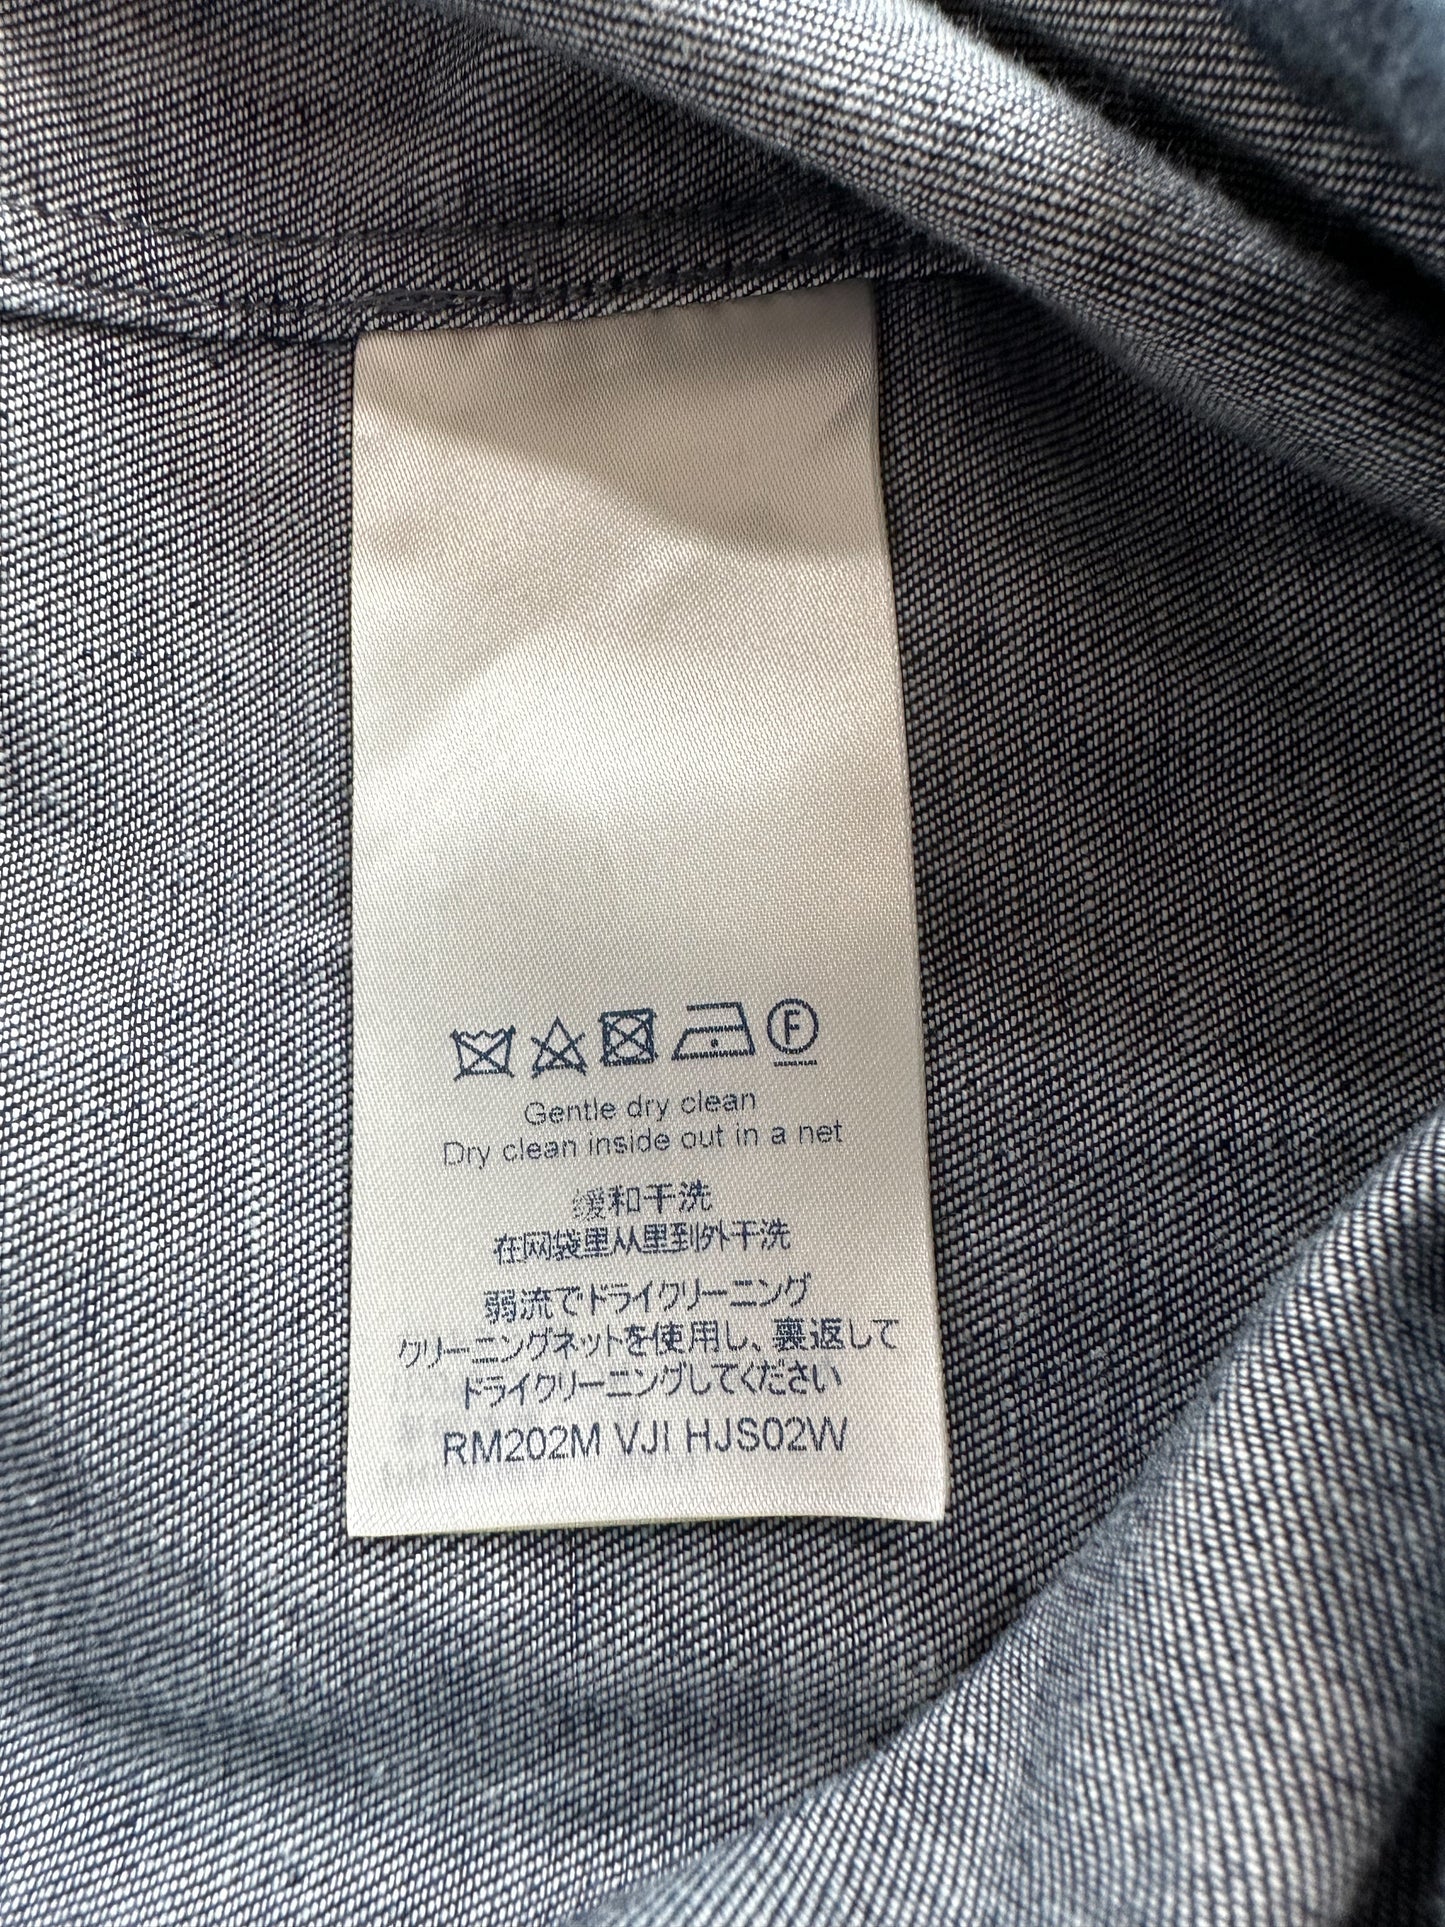 F
Gentle dry clean
Dry clean inside out in a net
缓和干洗
在网袋里从里到外干洗
弱流でドライクリーニング
クリーニングネットを使用し、裏返して
ドライクリーニングしてください
RM202M VJI HJS02W